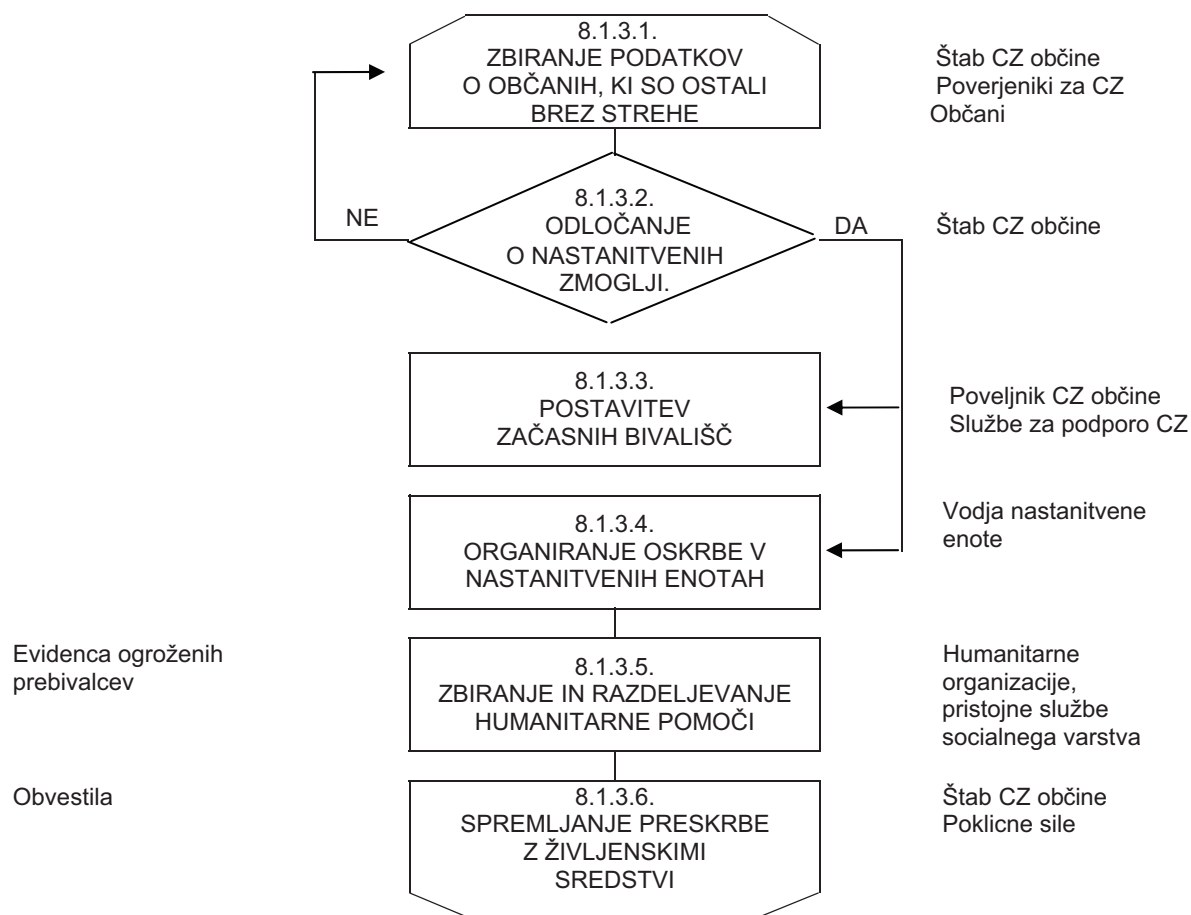 8.1.3.1.
ZBIRANJE PODATKOV
O OBČANIH, KI SO OSTALI
BREZ STREHE
Štab CZ občine
Poverjeniki za CZ
Občani
8.1.3.2.
ODLOČANJE
O NASTANITVENIH
ZMOGLJI.
NE
DA
Štab CZ občine
8.1.3.3.
POSTAVITEV
ZAČASNIH BIVALIŠČ
Poveljnik CZ občine
Službe za podporo CZ
8.1.3.4.
ORGANIRANJE OSKRBE V
NASTANITVENIH ENOTAH
Vodja nastanitvene
enote
Evidenca ogroženih
prebivalcev
8.1.3.5.
ZBIRANJE IN RAZDELJEVANJE
HUMANITARNE POMOČI
Humanitarne
organizacije,
pristojne službe
socialnega varstva
Obvestila
8.1.3.6.
SPREMLJANJE PRESKRBE
Z ŽIVLJENSKIMI
SREDSTVI
Štab CZ občine
Poklicne sile